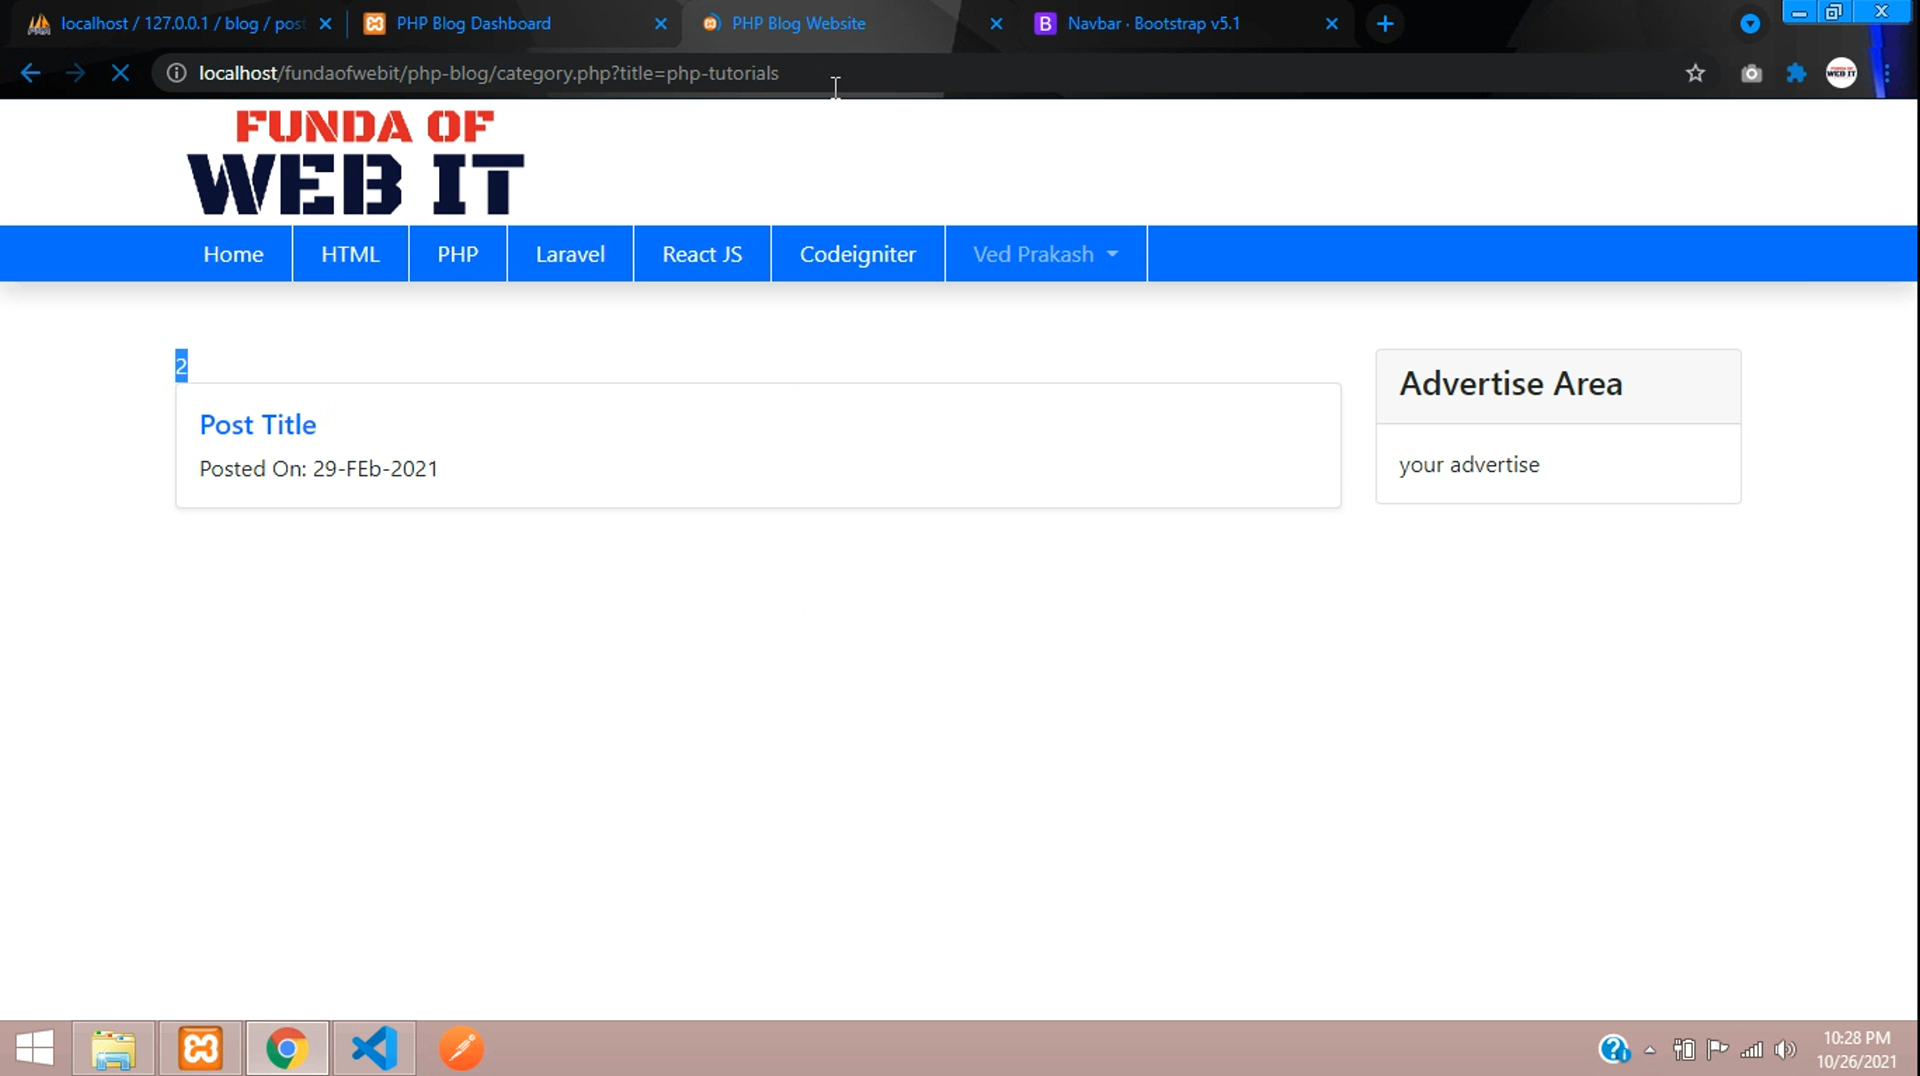 localhost / 127.0.0.1 / blog / post
PHP Blog Dashboard
PHP Blog Website
Navbar · Bootstrap v5.1
localhost/fundaofwebit/php-blog/category.php?title=php-tutorials
FUNDA OF
WEB IT
Home
HTML
PHP
Laravel
React JS
Codeigniter
Ved Prakash
2
Post Title
Posted On: 29-FEb-2021
Advertise Area
your advertise
10:28 PM
10/26/2021